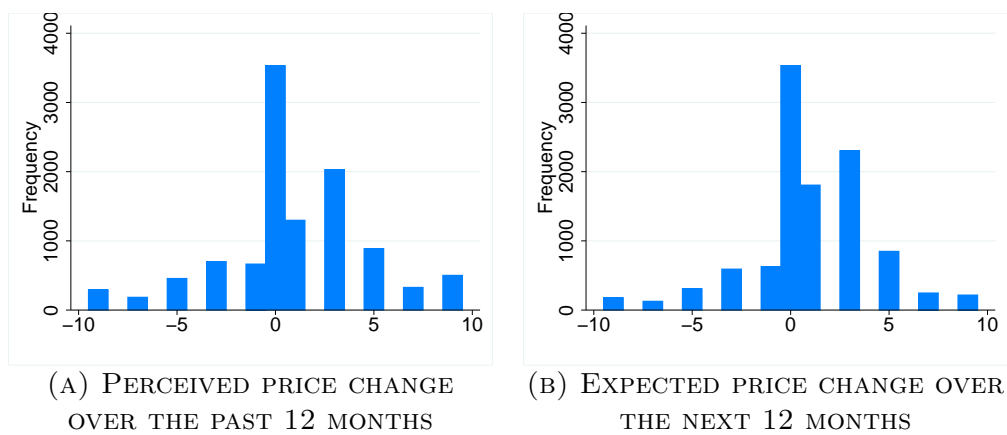 4000
3000
2000
1000
0
Frequency
−10 −5 0 5 10
(A) Perceived price change
over the past 12 months
4000
3000
2000
1000
0
Frequency
−10 −5 0 5 10
(B) Expected price change over
the next 12 months